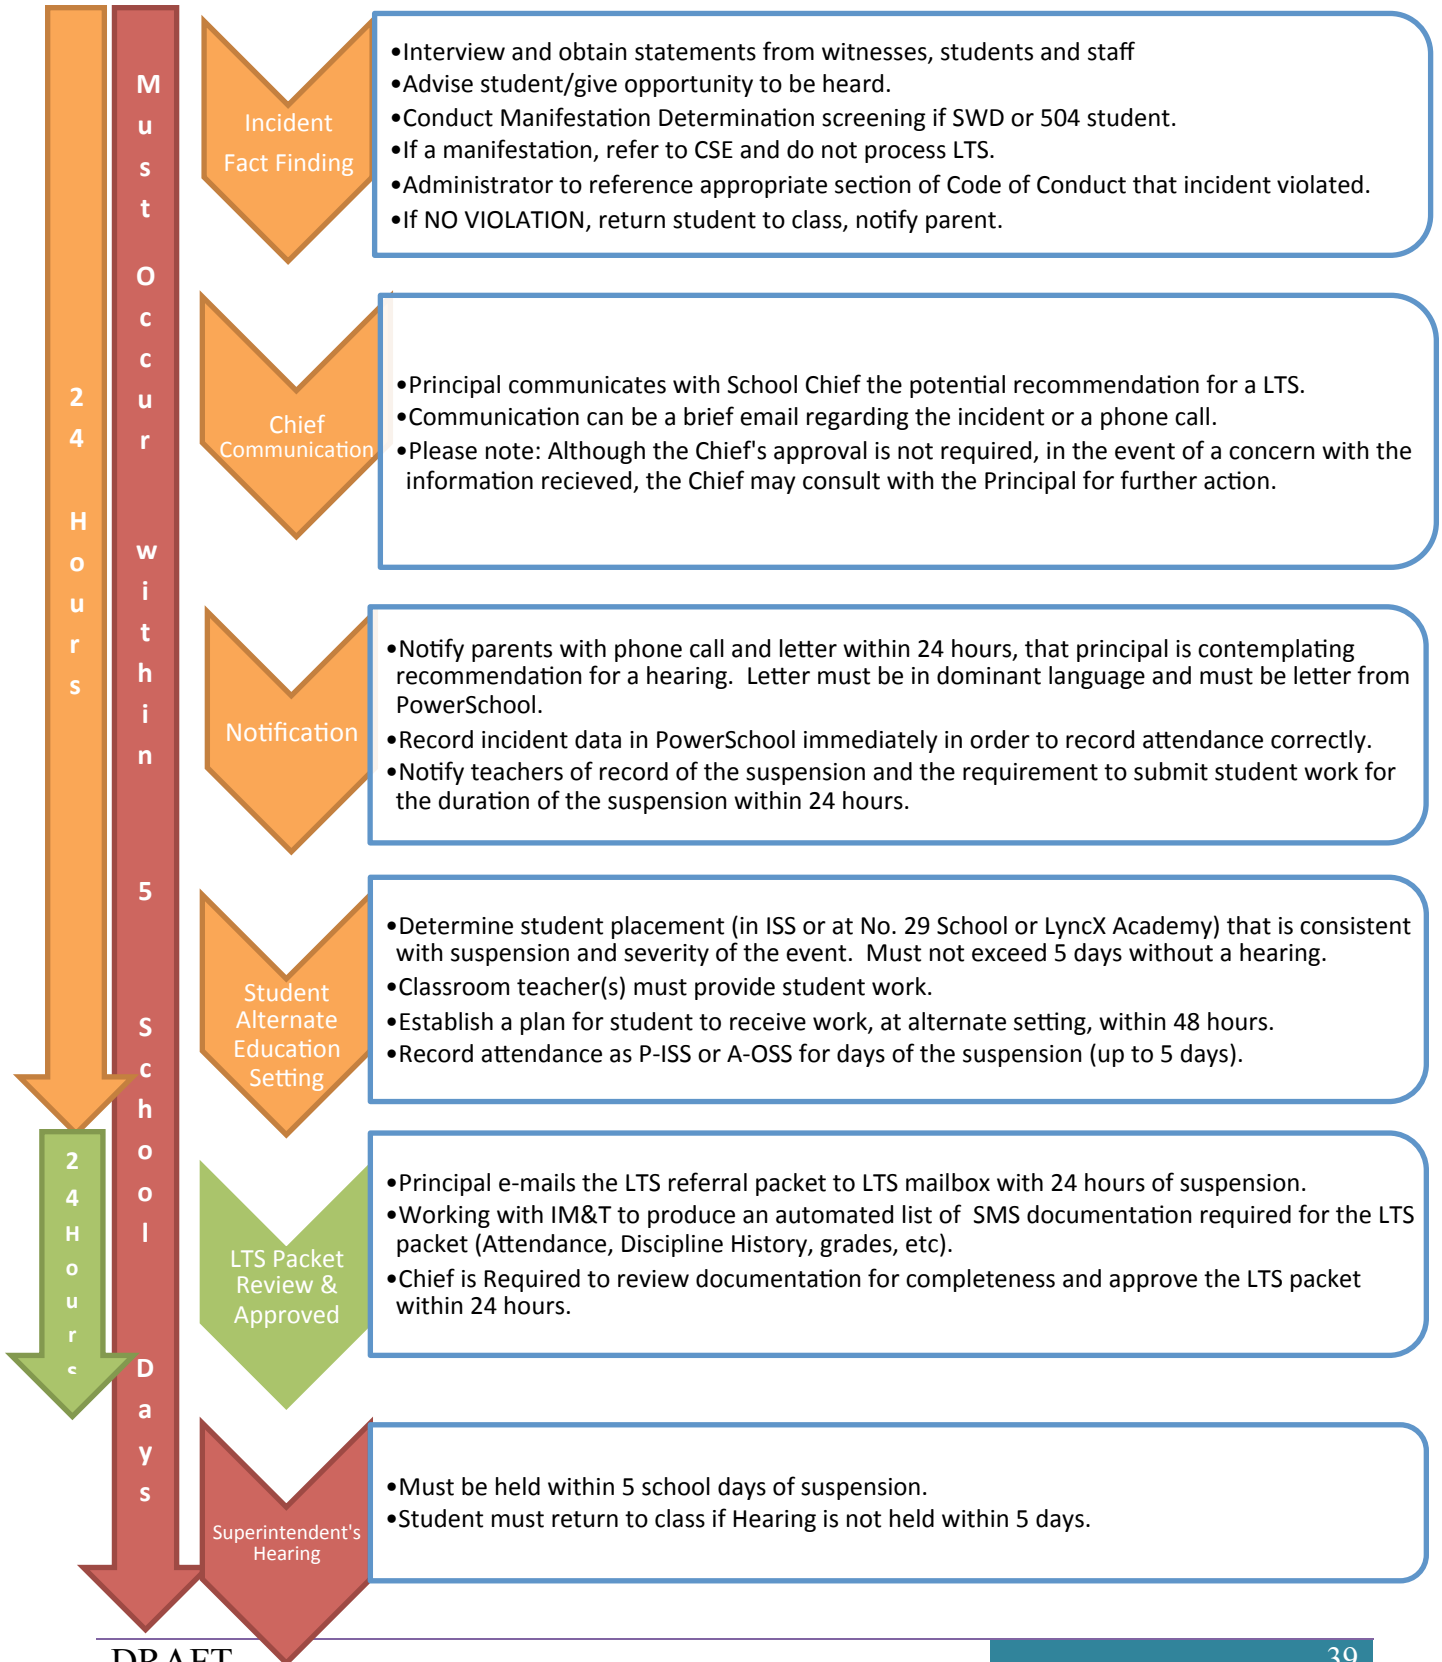 24 Hours
Must Occur within 5 School Days
Incident
Fact Finding
•Interview and obtain statements from witnesses, students and staff
•Advise student/give opportunity to be heard.
•Conduct Manifestation Determination screening if SWD or 504 student.
•If a manifestation, refer to CSE and do not process LTS.
•Administrator to reference appropriate section of Code of Conduct that incident violated.
•If NO VIOLATION, return student to class, notify parent.
Chief
Communication
•Principal communicates with School Chief the potential recommendation for a LTS.
•Communication can be a brief email regarding the incident or a phone call.
•Please note: Although the Chief's approval is not required, in the event of a concern with the
information recieved, the Chief may consult with the Principal for further action.
Notification
•Notify parents with phone call and letter within 24 hours, that principal is contemplating
recommendation for a hearing.  Letter must be in dominant language and must be letter from
PowerSchool.
•Record incident data in PowerSchool immediately in order to record attendance correctly.
•Notify teachers of record of the suspension and the requirement to submit student work for
the duration of the suspension within 24 hours.
Student
Alternate
Education
Setting
•Determine student placement (in ISS or at No. 29 School or LyncX Academy) that is consistent
with suspension and severity of the event.  Must not exceed 5 days without a hearing.
•Classroom teacher(s) must provide student work.
•Establish a plan for student to receive work, at alternate setting, within 48 hours.
•Record attendance as P-ISS or A-OSS for days of the suspension (up to 5 days).
24 Hours
LTS Packet
Review &
Approved
•Principal e-mails the LTS referral packet to LTS mailbox with 24 hours of suspension.
•Working with IM&T to produce an automated list of  SMS documentation required for the LTS
packet (Attendance, Discipline History, grades, etc).
•Chief is Required to review documentation for completeness and approve the LTS packet
within 24 hours.
Superintendent's
Hearing
•Must be held within 5 school days of suspension.
•Student must return to class if Hearing is not held within 5 days.
DRAFT
39